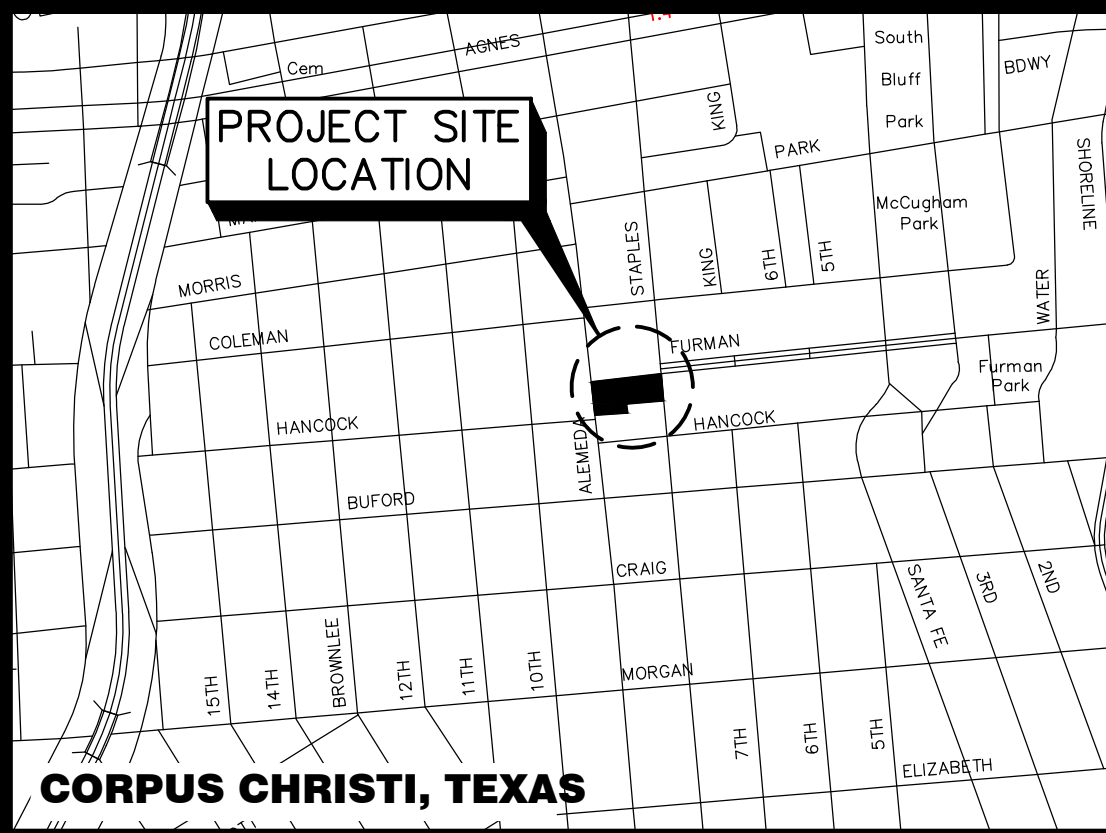 AGNES
Cem
South
Bluff
Park
BDWY
PROJECT SITE
LOCATION
KING
PARK
SHORELINE
McCugham
Park
STAPLES
KING
6TH
5TH
MORRIS
WATER
COLEMAN
FURMAN
Furman
Park
HANCOCK
HANCOCK
ALEMEDA
BUFORD
CRAIG
SANTA FE
3RD
2ND
MORGAN
15TH
14TH
BROWNLEE
12TH
11TH
10TH
7TH
6TH
5TH
ELIZABETH
CORPUS CHRISTI, TEXAS